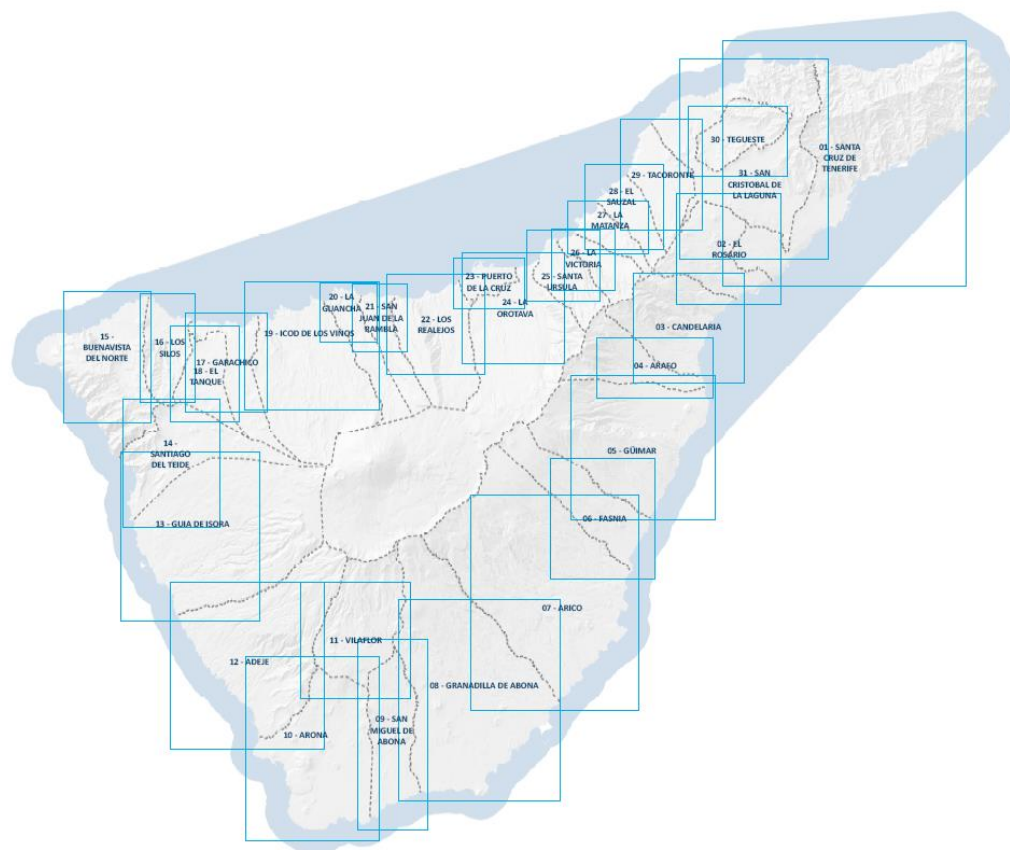 30 - TEGUESTE
01 - SANTA
CRUZ DE
TENERIFE
29 - TACORONTE
31 - SAN
CRISTOBAL DE
LA LAGUNA
28 - EL
SAUZAL
27 - LA
MATANZA
02 - EL
ROSARIO
26 - LA
VICTORIA
25 - SANTA
URSULA
23 - PUERTO
DE LA CRUZ
24 - LA
OROTAVA
20 - LA
GUANCHA
21 - SAN
JUAN DE LA
RAMBLA
22 - LOS
REALEJOS
19 - ICOD DE LOS VINOS
03 - CANDELARIA
15 -
BUENAVISTA
DEL NORTE
16 - LOS
SILOS
17 - GARACHICO
18 - EL
TANQUE
04 - ARAFO
14 -
SANTIAGO
DEL TEIDE
05 - GÜIMAR
13 - GUIA DE ISORA
06 - FASNIA
07 - ARICO
11 - VILAFLOR
12 - ADEJE
08 - GRANADILLA DE ABONA
09 - SAN
MIGUEL DE
ABONA
10 - ARONA